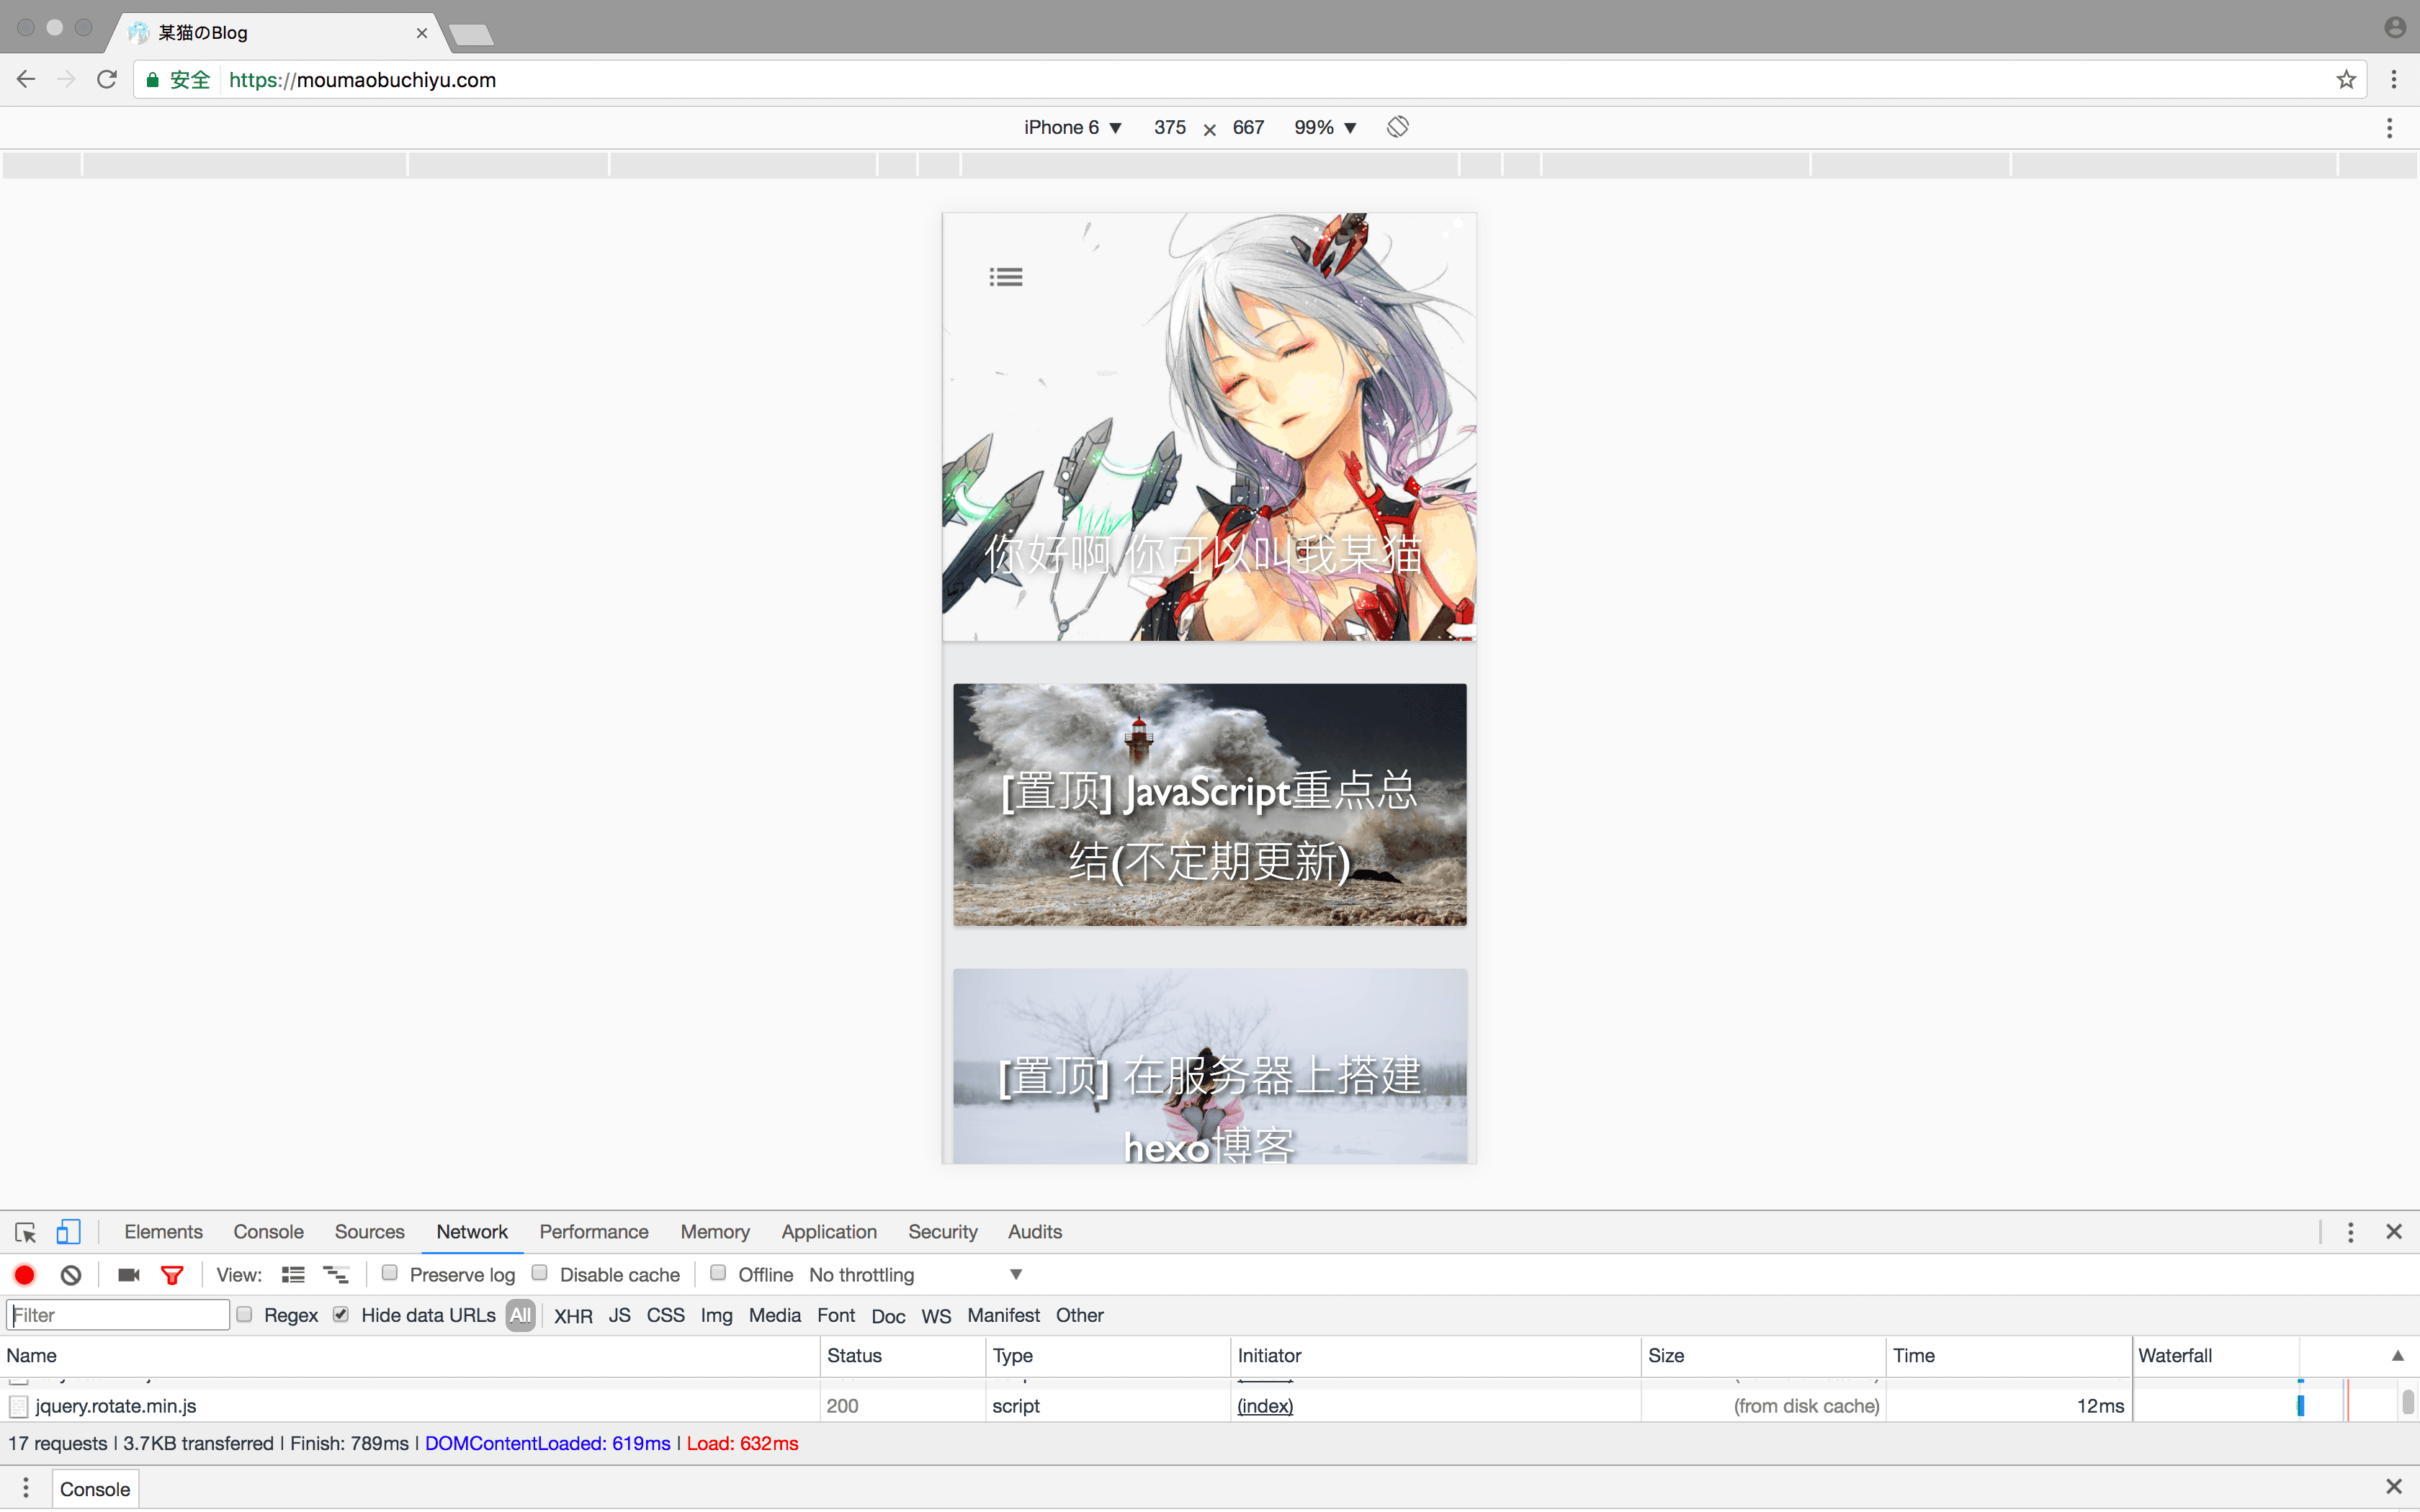 某猫のBlog
安全 https://moumaobuchiyu.com
iPhone 6 ▼ 375 × 667 99% ▼
你好啊 你可以叫我某猫
[置顶] JavaScript重点总
结(不定期更新)
[置顶] 在服务器上搭建
hexo博客
Elements Console Sources Network Performance Memory Application Security Audits
View: Preserve log Disable cache Offline No throttling ▼
Filter Regex Hide data URLs All XHR JS CSS Img Media Font Doc WS Manifest Other
Name Status Type Initiator Size Time Waterfall ▲
jquery.rotate.min.js 200 script (index) (from disk cache) 12ms
17 requests | 3.7KB transferred | Finish: 789ms | DOMContentLoaded: 619ms | Load: 632ms
Console